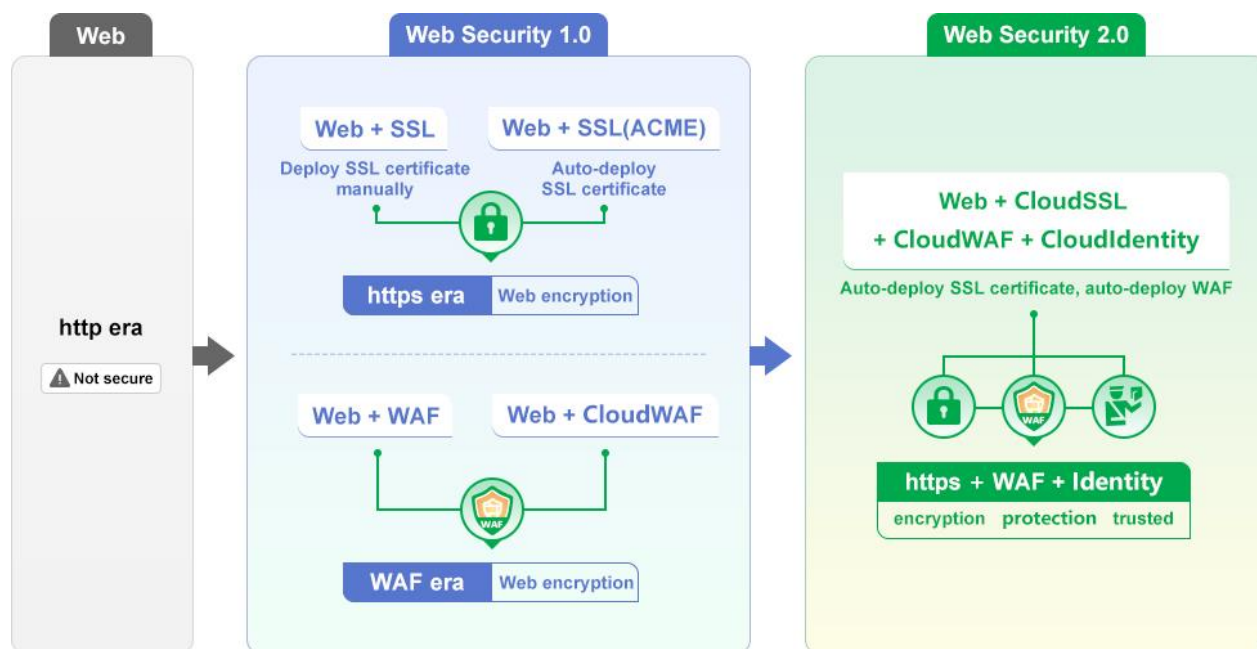 Web
http era
Not secure
Web Security 1.0
Web + SSL
Deploy SSL certificate
manually
Web + SSL(ACME)
Auto-deploy
SSL certificate
https era
Web encryption
Web + WAF
Web + CloudWAF
WAF
WAF era
Web encryption
Web Security 2.0
Web + CloudSSL
+ CloudWAF + CloudIdentity
Auto-deploy SSL certificate, auto-deploy WAF
WAF
https + WAF + Identity
encryption protection trusted